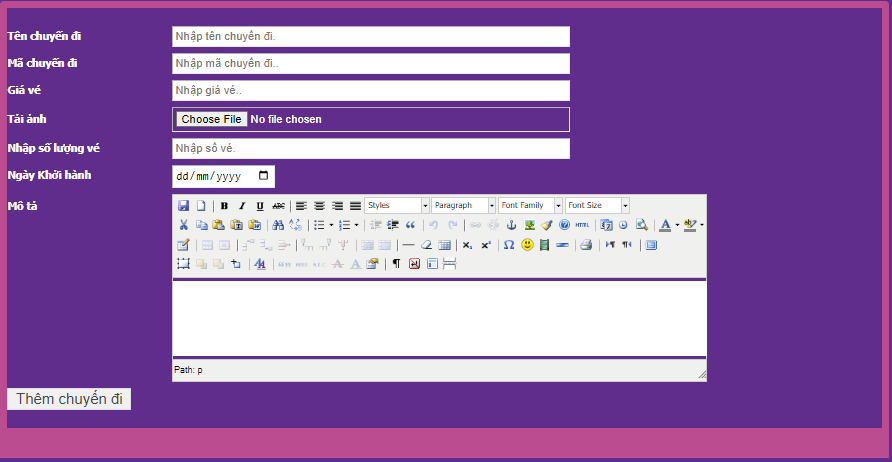 Tên chuyến đi
Nhập tên chuyến đi.
Mã chuyến đi
Nhập mã chuyến đi..
Giá vé
Nhập giá vé..
Tải ảnh
Choose File No file chosen
Nhập số lượng vé
Nhập số vé.
Ngày Khởi hành
dd/mm/yyyy
Mô tả
B I U ABC Styles Paragraph Font Family Font Size
HTML
Path: p
Thêm chuyến đi